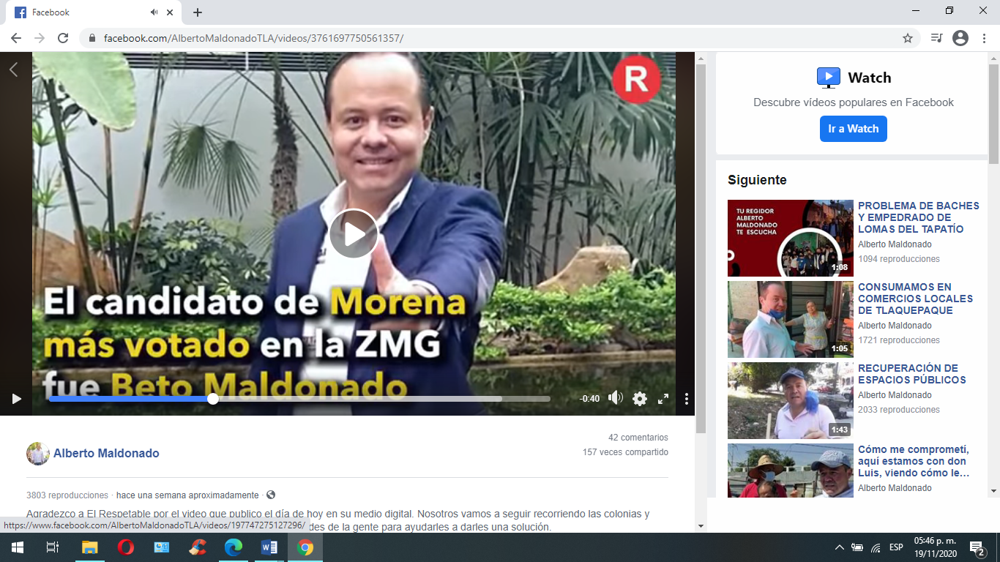 Facebook
facebook.com/AlbertoMaldonadoTLA/videos/3761697750561357/
R
El candidato de Morena
más votado en la ZMG
fue Beto Maldonado
-0:40
Alberto Maldonado
42 comentarios
157 veces compartido
3803 reproducciones · hace una semana aproximadamente ·
Agradezco a El Respetable por el video que publico el día de hoy en su medio digital. Nosotros vamos a seguir recorriendo las colonias y
des de la gente para ayudarles a darles una solución.
https://www.facebook.com/AlbertoMaldonadoTLA/videos/197747275127296/
Watch
Descubre vídeos populares en Facebook
Ir a Watch
Siguiente
TU REGIDOR
ALBERTO
MALDONADO
TE ESCUCHA
1:08
PROBLEMA DE BACHES
Y EMPEDRADO DE
LOMAS DEL TAPATÍO
Alberto Maldonado
1094 reproducciones
1:05
CONSUMAMOS EN
COMERCIOS LOCALES
DE TLAQUEPAQUE
Alberto Maldonado
1721 reproducciones
1:43
RECUPERACIÓN DE
ESPACIOS PÚBLICOS
Alberto Maldonado
2033 reproducciones
Cómo me comprometí,
aquí estamos con don
Luis, viendo cómo le…
Alberto Maldonado
ESP
05:46 p. m.
19/11/2020
2